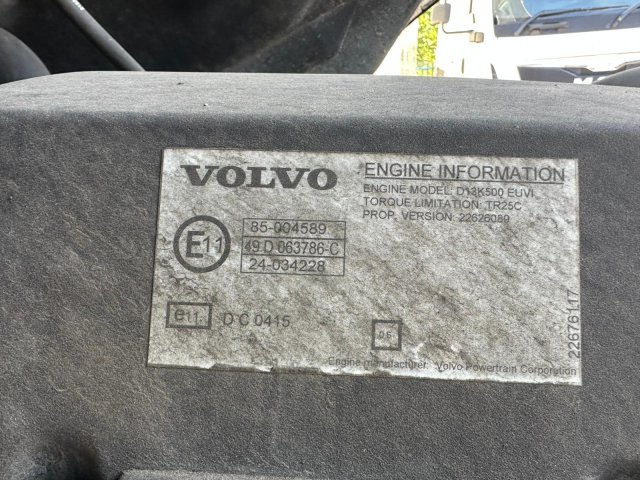 VOLVO
ENGINE INFORMATION
ENGINE MODEL: D13K500 EUVI
TORQUE LIMITATION: TR25C
PROP. VERSION: 22626089
E11
85-004589
49 D 063786-C
24-034228
e11
D C 0415
05
22676117
Engine manufacturer: Volvo Powertrain Corporation